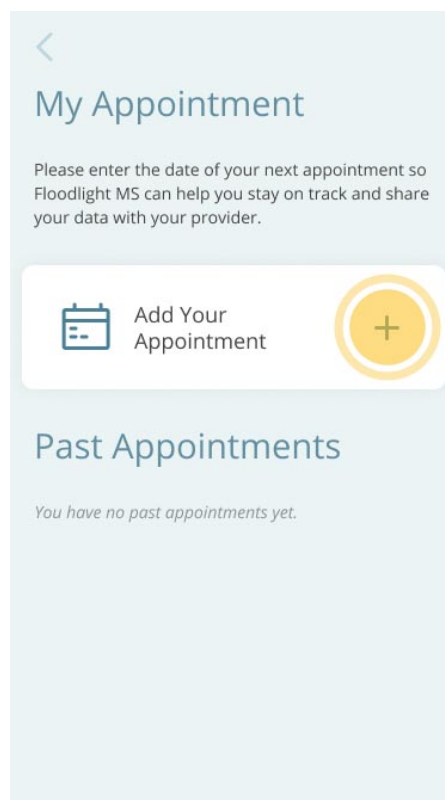 My Appointment
Please enter the date of your next appointment so
Floodlight MS can help you stay on track and share
your data with your provider.
Add Your
Appointment
Past Appointments
You have no past appointments yet.